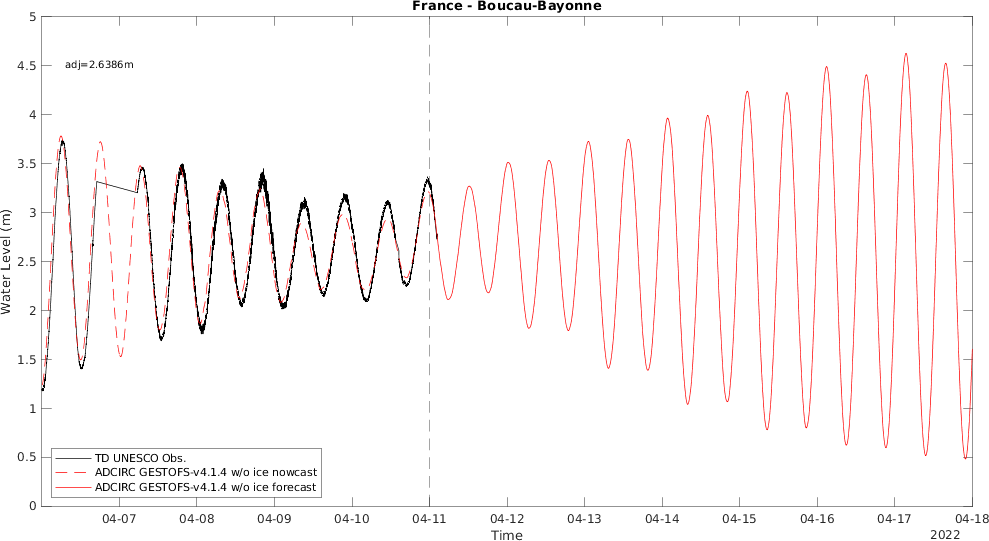 France - Boucau-Bayonne
adj=2.6386m
Water Level (m)
5
4.5
4
3.5
3
2.5
2
1.5
1
0.5
0
TD UNESCO Obs.
ADCIRC GESTOFS-v4.1.4 w/o ice nowcast
ADCIRC GESTOFS-v4.1.4 w/o ice forecast
04-07 04-08 04-09 04-10 04-11 04-12 04-13 04-14 04-15 04-16 04-17 04-18
Time
2022